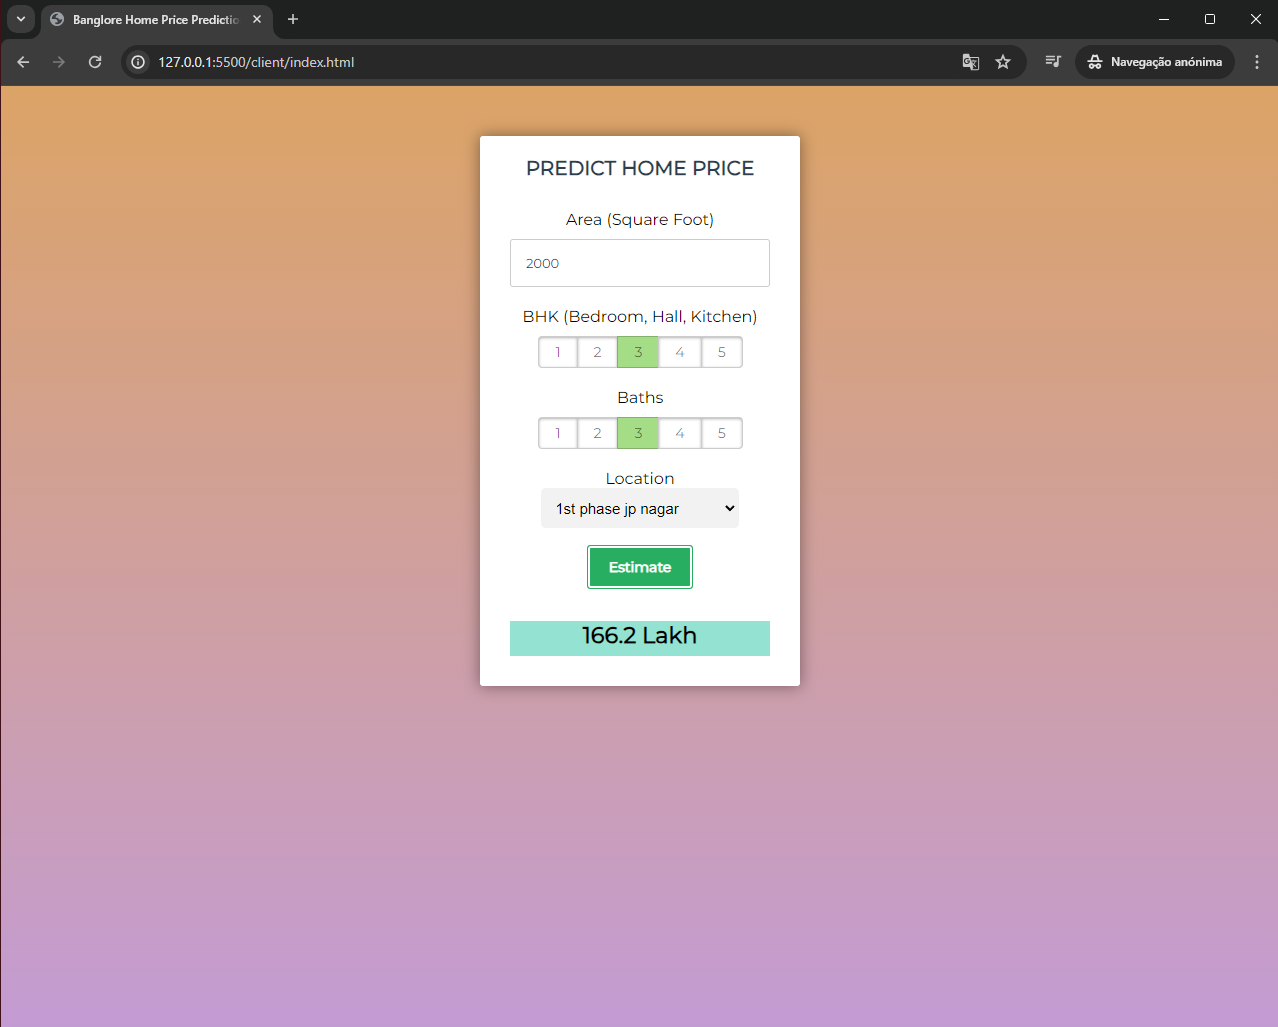 Banglore Home Price Predictio
127.0.0.1:5500/client/index.html
Navegação anónima
PREDICT HOME PRICE
Area (Square Foot)
2000
BHK (Bedroom, Hall, Kitchen)
1 2 3 4 5
Baths
1 2 3 4 5
Location
1st phase jp nagar
Estimate
166.2 Lakh